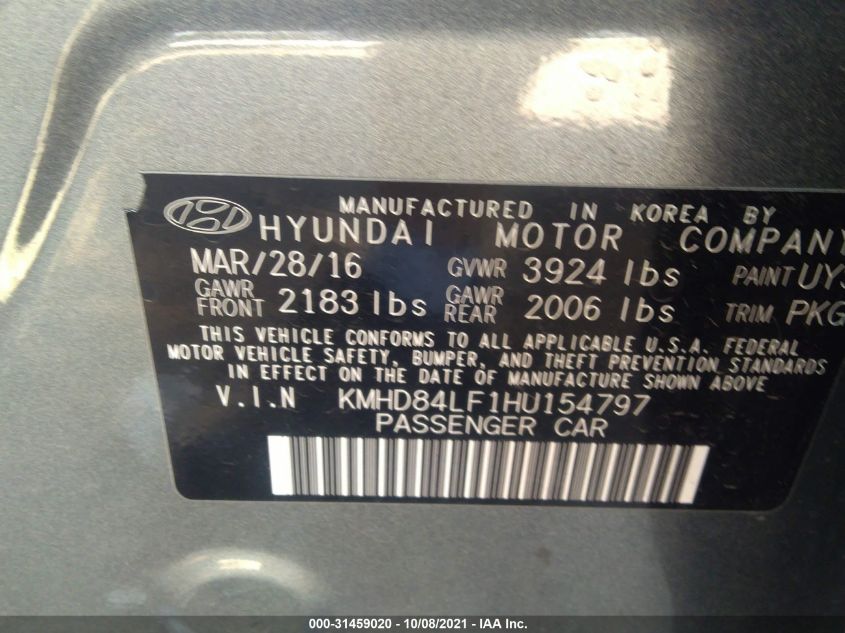 MANUFACTURED IN KOREA BY
HYUNDAI MOTOR COMPANY
MAR/28/16 GVWR 3924 lbs PAINT UY
GAWR FRONT 2183 lbs GAWR REAR 2006 lbs TRIM PKG
THIS VEHICLE CONFORMS TO ALL APPLICABLE U.S.A. FEDERAL
MOTOR VEHICLE SAFETY, BUMPER, AND THEFT PREVENTION STANDARDS
IN EFFECT ON THE DATE OF MANUFACTURE SHOWN ABOVE
V.I.N KMHD84LF1HU154797
PASSENGER CAR
000-31459020 - 10/08/2021 - IAA Inc.